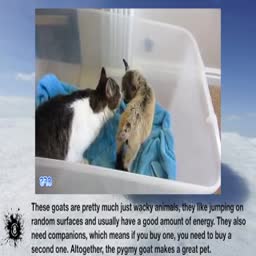 These goats are pretty much just wacky animals, they like jumping on
random surfaces and usually have a good amount of energy. They also
need companions, which means if you buy one, you need to buy a
second one. Altogether, the pygmy goat makes a great pet.